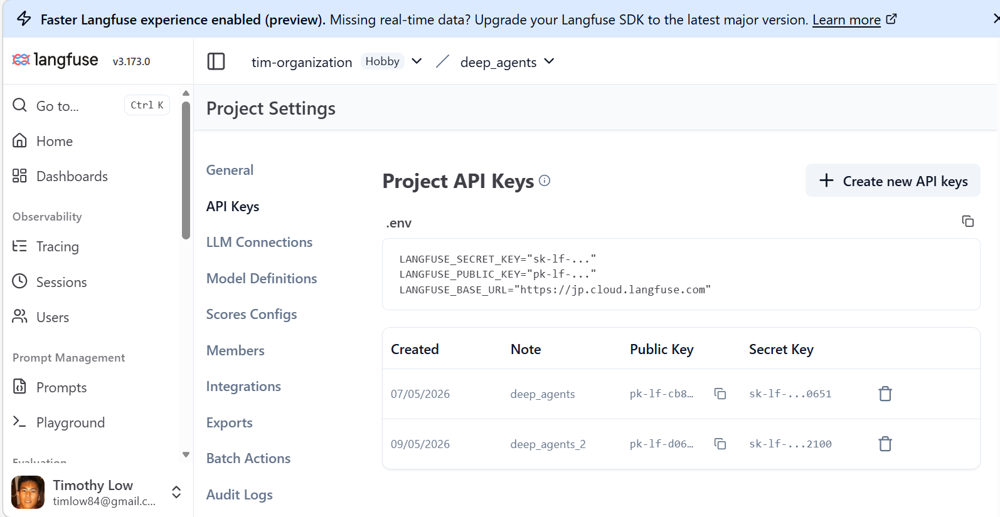 Faster Langfuse experience enabled (preview). Missing real-time data? Upgrade your Langfuse SDK to the latest major version. Learn more
langfuse v3.173.0
tim-organization Hobby / deep_agents
Go to... Ctrl K
Home
Dashboards
Observability
Tracing
Sessions
Users
Prompt Management
Prompts
Playground
Evaluation
Timothy Low
timlow84@gmail.c...
Project Settings
General
API Keys
LLM Connections
Model Definitions
Scores Configs
Members
Integrations
Exports
Batch Actions
Audit Logs
Project API Keys
Create new API keys
.env
LANGFUSE_SECRET_KEY="sk-lf-..."
LANGFUSE_PUBLIC_KEY="pk-lf-..."
LANGFUSE_BASE_URL="https://jp.cloud.langfuse.com"
Created Note Public Key Secret Key
07/05/2026 deep_agents pk-lf-cb8… sk-lf-...0651
09/05/2026 deep_agents_2 pk-lf-d06… sk-lf-...2100